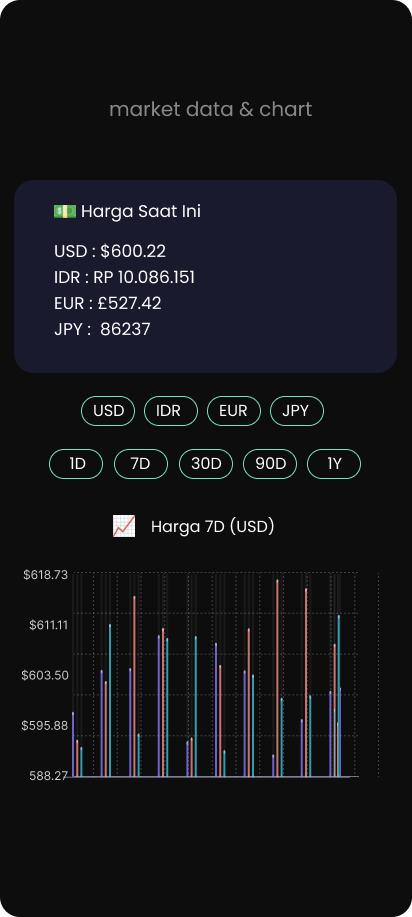 market data & chart
💵 Harga Saat Ini
USD : $600.22
IDR : RP 10.086.151
EUR : £527.42
JPY : 86237
USD IDR EUR JPY
1D 7D 30D 90D 1Y
📈 Harga 7D (USD)
$618.73
$611.11
$603.50
$595.88
588.27